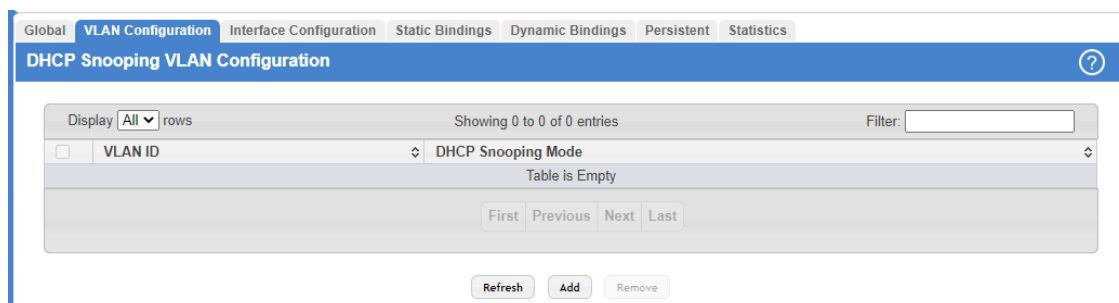 Global VLAN Configuration Interface Configuration Static Bindings Dynamic Bindings Persistent Statistics
DHCP Snooping VLAN Configuration ?
Display All rows Showing 0 to 0 of 0 entries Filter:
VLAN ID DHCP Snooping Mode
Table is Empty
First Previous Next Last
Refresh Add Remove